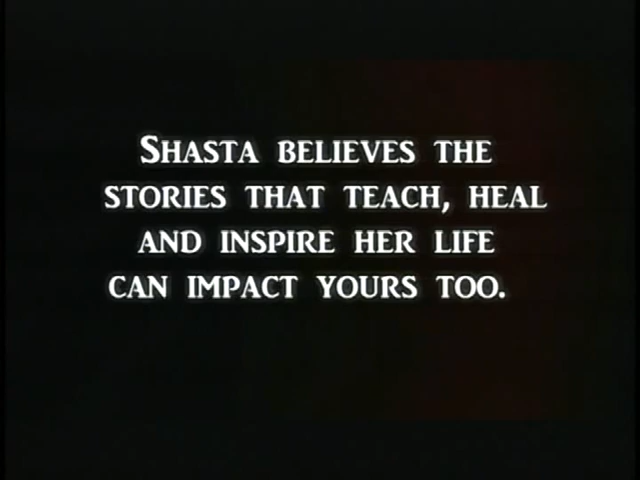 Shasta believes the
stories that teach, heal
and inspire her life
can impact yours too.